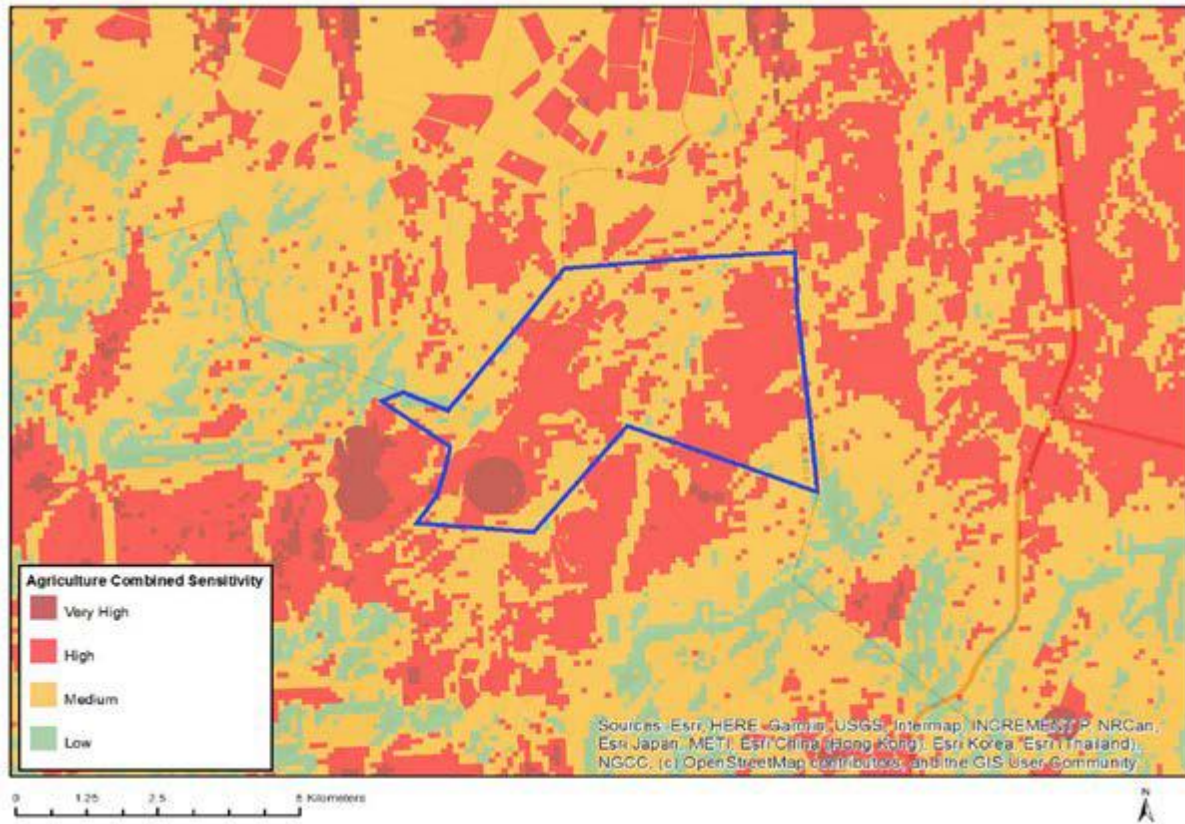 Agriculture Combined Sensitivity
Very High
High
Medium
Low
Sources: Esri, HERE, Garmin, USGS, Intermap, INCREMENT P, NRCan,
Esri Japan, METI, Esri China (Hong Kong), Esri Korea, Esri (Thailand),
NGCC, (c) OpenStreetMap contributors, and the GIS User Community
0 1.25 2.5 5 Kilometers
N